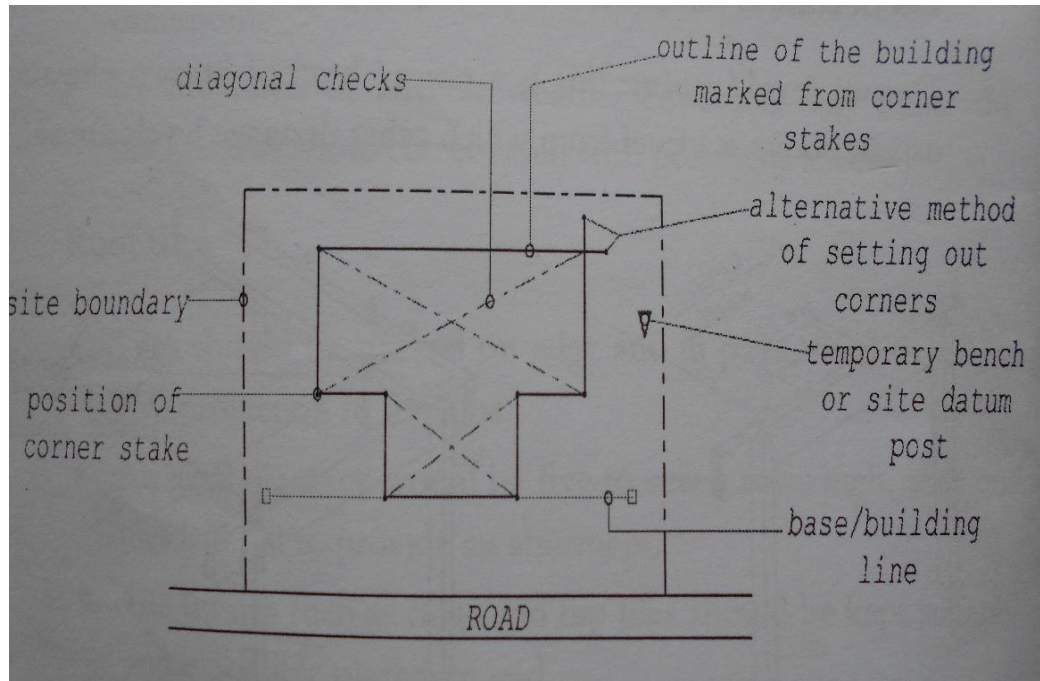 diagonal checks
outline of the building
marked from corner
stakes
alternative method
of setting out
corners
site boundary
temporary bench
or site datum
post
position of
corner stake
base/building
line
ROAD